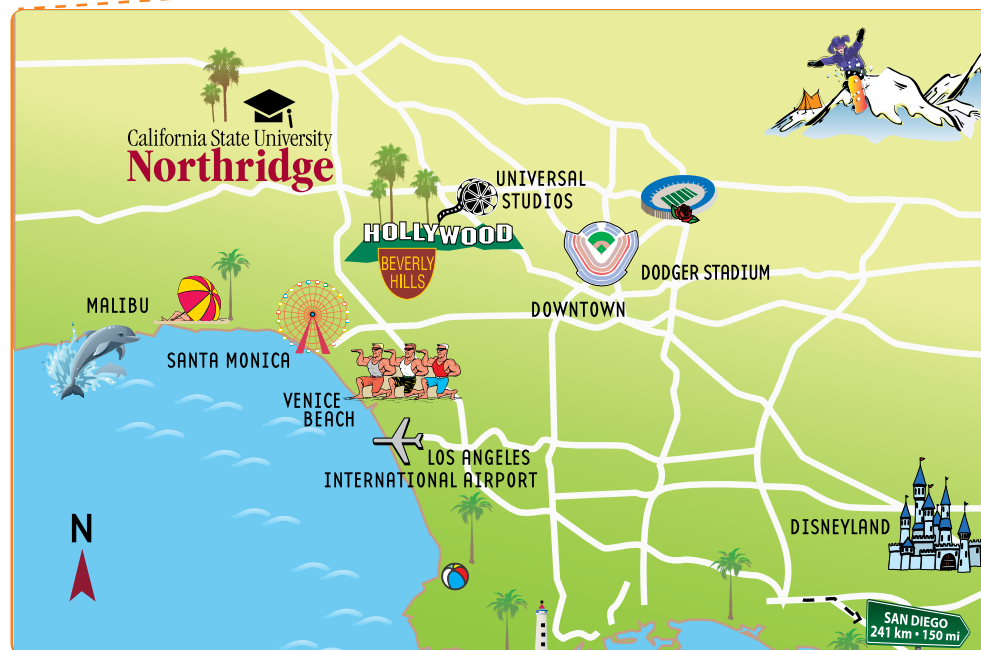 California State University
Northridge
UNIVERSAL
STUDIOS
HOLLYWOOD
BEVERLY
HILLS
DODGER STADIUM
DOWNTOWN
MALIBU
SANTA MONICA
VENICE
BEACH
LOS ANGELES
INTERNATIONAL AIRPORT
N
DISNEYLAND
SAN DIEGO
241 km • 150 mi